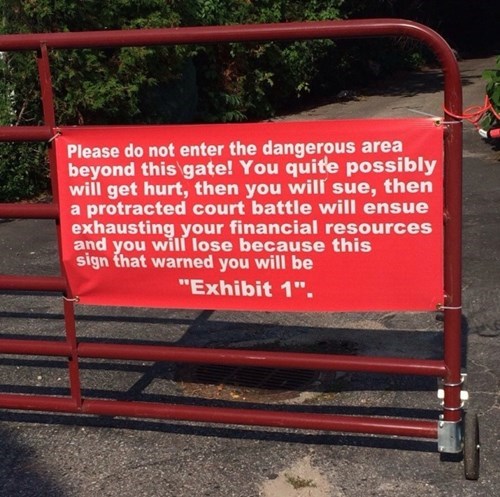 Please do not enter the dangerous area
beyond this gate! You quite possibly
will get hurt, then you will sue, then
a protracted court battle will ensue
exhausting your financial resources
and you will lose because this
sign that warned you will be
"Exhibit 1".